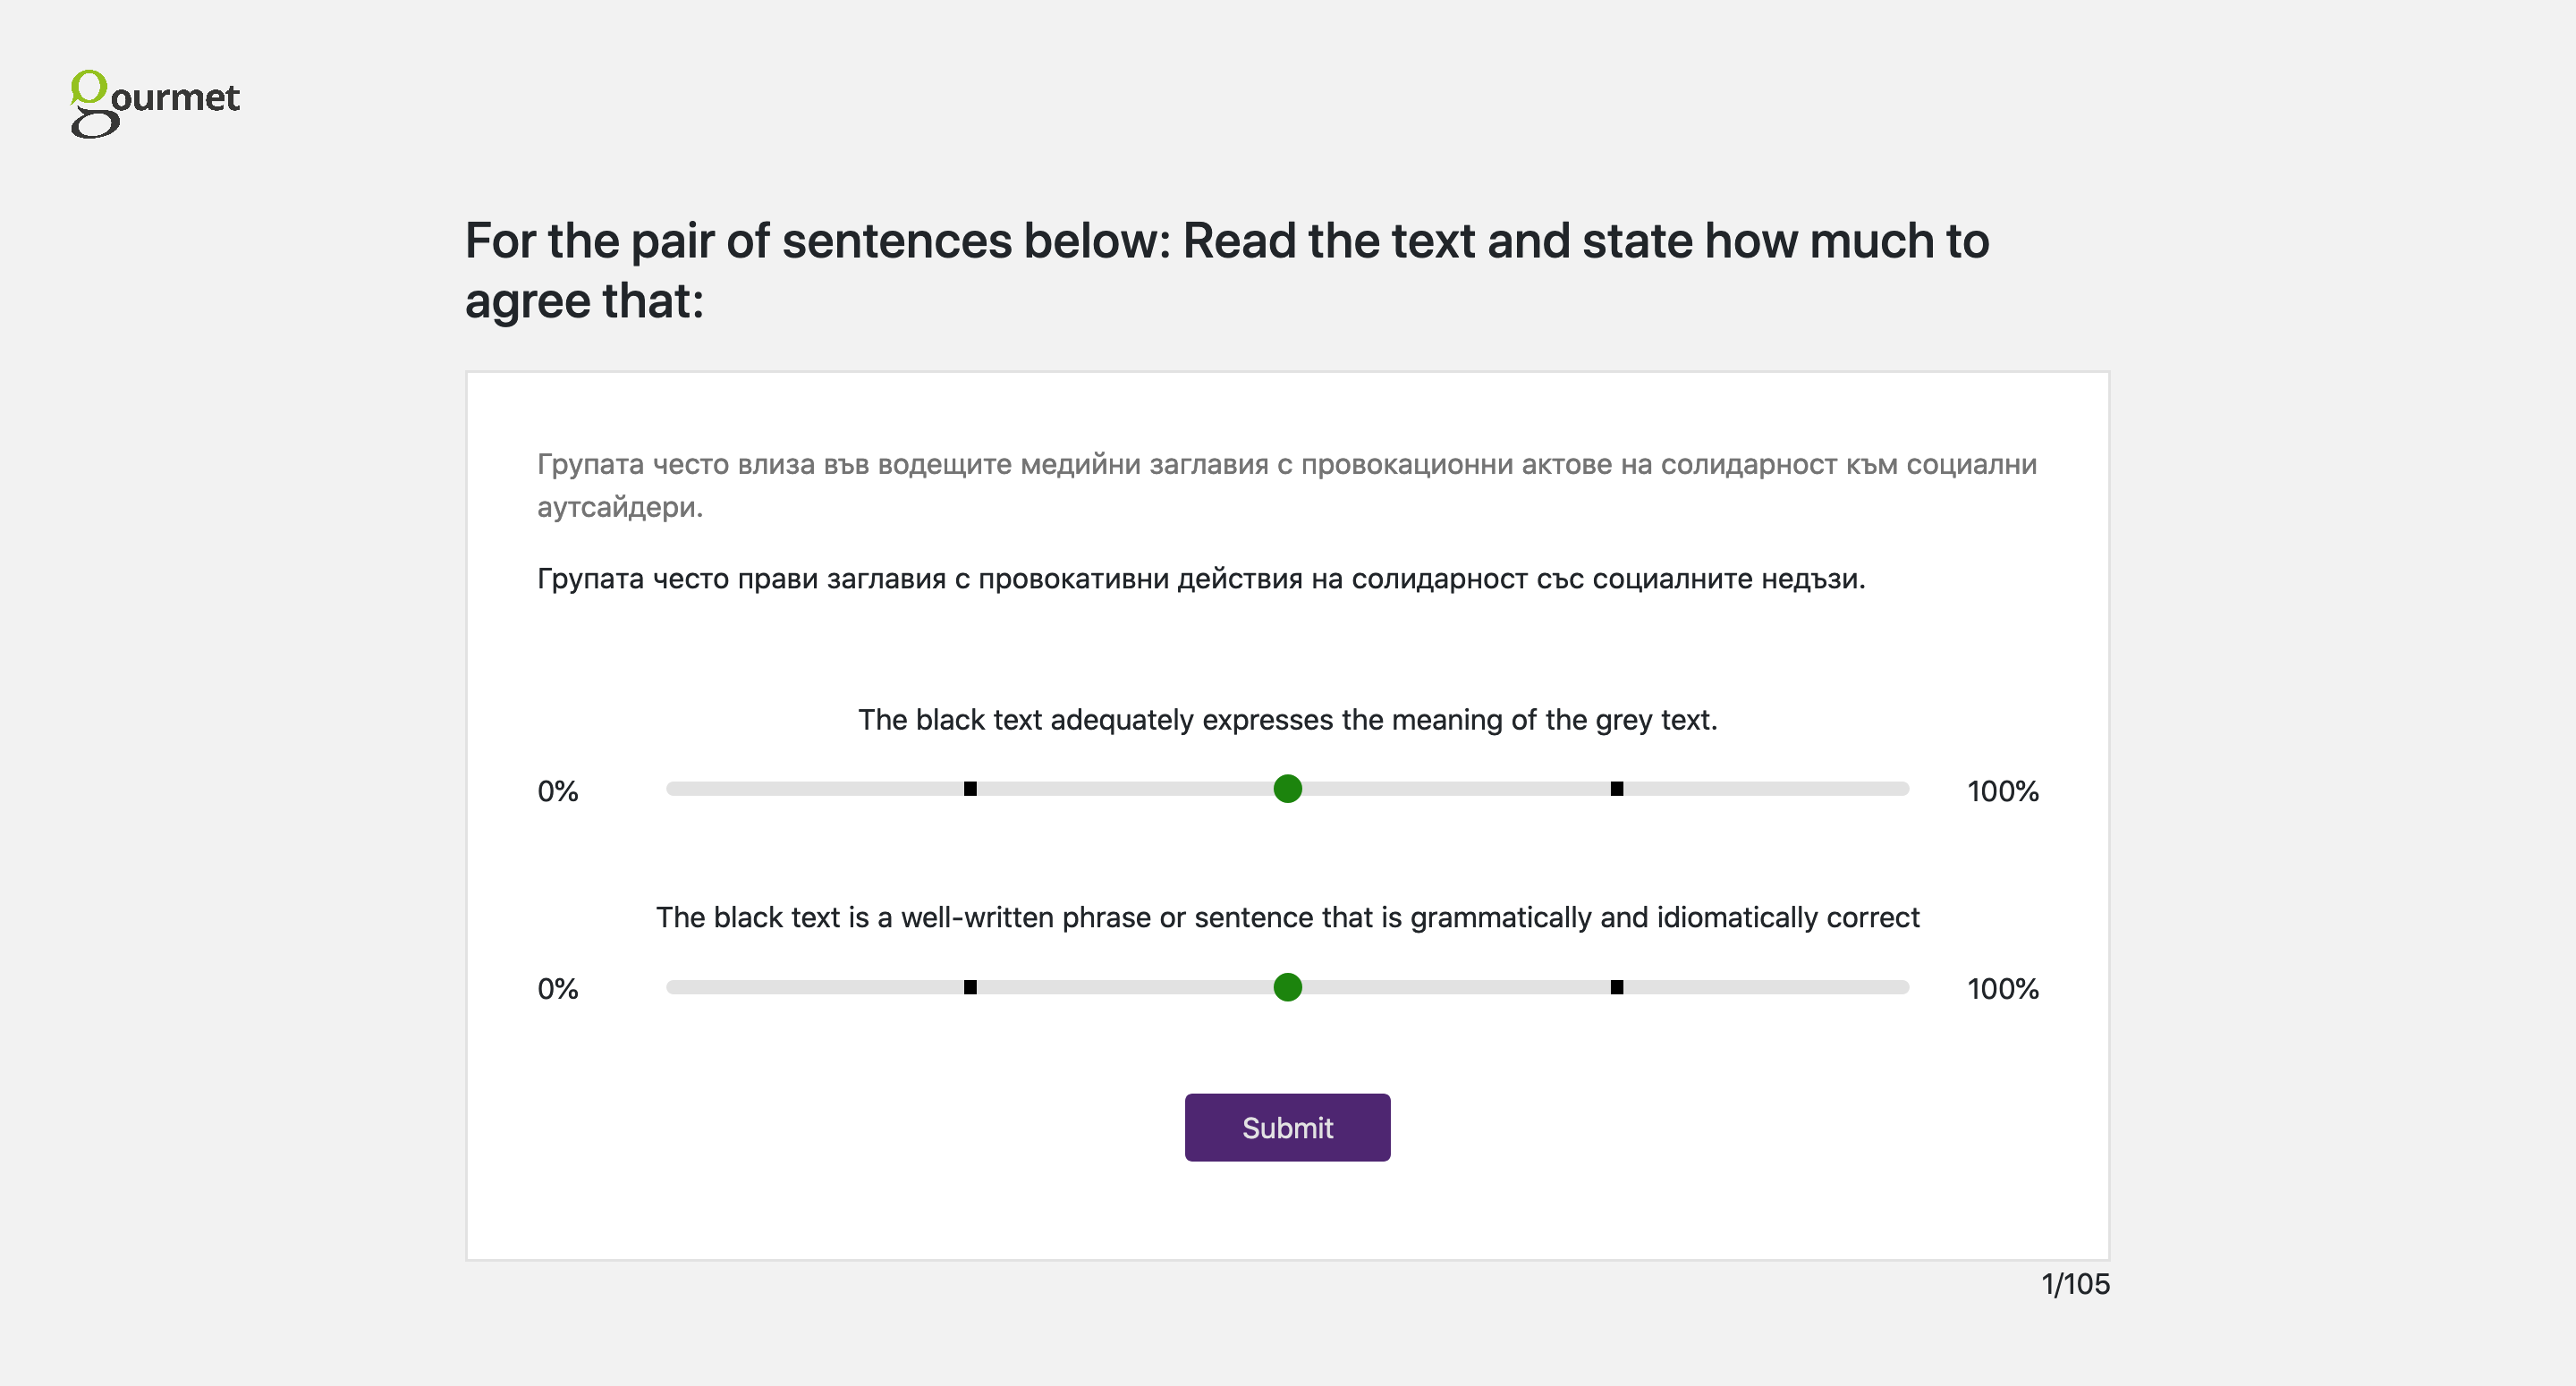 gourmet
For the pair of sentences below: Read the text and state how much to
agree that:
Групата често влиза във водещите медийни заглавия с провокационни актове на солидарност към социални
аутсайдери.
Групата често прави заглавия с провокативни действия на солидарност със социалните недъзи.
The black text adequately expresses the meaning of the grey text.
0% 100%
The black text is a well-written phrase or sentence that is grammatically and idiomatically correct
0% 100%
Submit
1/105